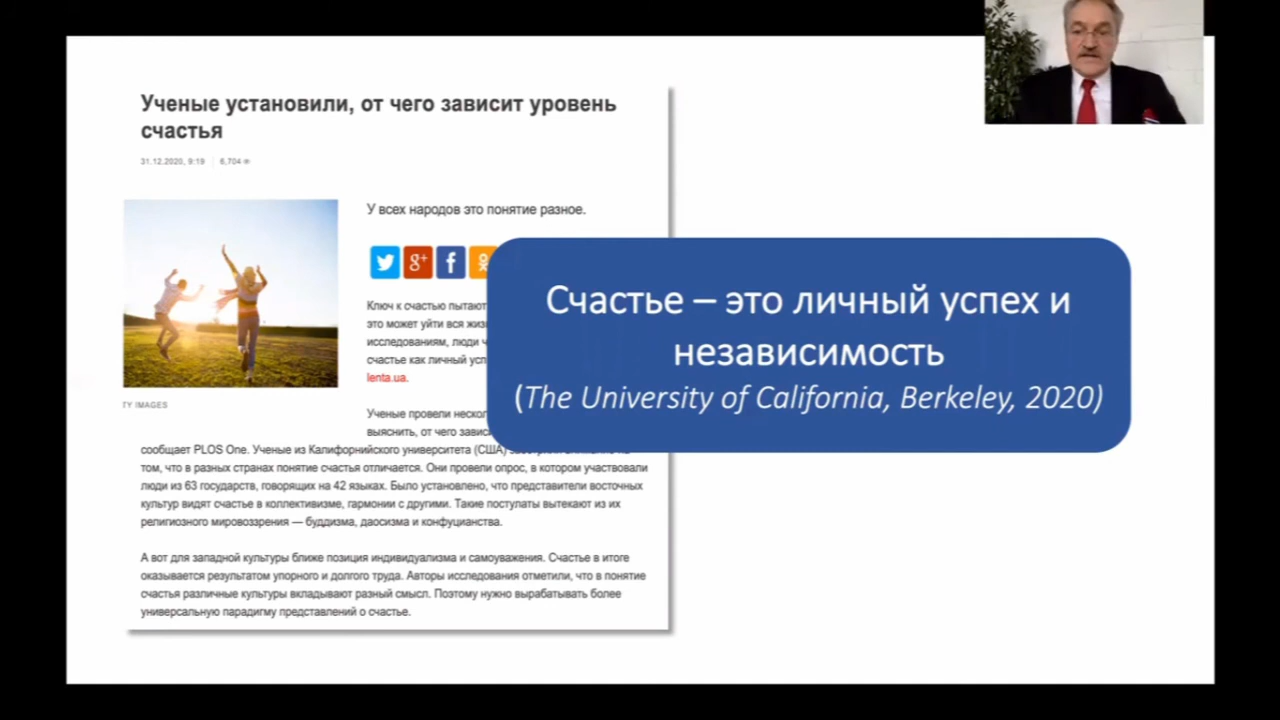 Ученые установили, от чего зависит уровень
счастья
31.12.2020, 9:19 6,704
У всех народов это понятие разное.
g+ f
Ключ к счастью пытают
это может уйти вся жиз
исследованиям, люди ч
счастье как личный усп
lenta.ua.
TY IMAGES
Ученые провели нескол
выяснить, от чего завис
сообщает PLOS One. Ученые из Калифорнийского университета (США)
том, что в разных странах понятие счастья отличается. Они провели опрос, в котором участвовали
люди из 63 государств, говорящих на 42 языках. Было установлено, что представители восточных
культур видят счастье в коллективизме, гармонии с другими. Такие постулаты вытекают из их
религиозного мировоззрения — буддизма, даосизма и конфуцианства.
А вот для западной культуры ближе позиция индивидуализма и самоуважения. Счастье в итоге
оказывается результатом упорного и долгого труда. Авторы исследования отметили, что в понятие
счастья различные культуры вкладывают разный смысл. Поэтому нужно вырабатывать более
универсальную парадигму представлений о счастье.
Счастье – это личный успех и
независимость
(The University of California, Berkeley, 2020)